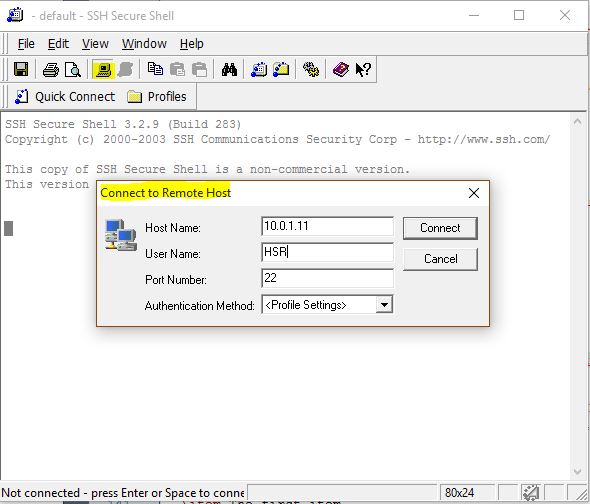 - default - SSH Secure Shell
File Edit View Window Help
Quick Connect Profiles
SSH Secure Shell 3.2.9 (Build 283)
Copyright (c) 2000-2003 SSH Communications Security Corp - http://www.ssh.com/
This copy of SSH Secure Shell is a non-commercial version.
This version
Connect to Remote Host
Host Name: 10.0.1.11 Connect
User Name: HSR Cancel
Port Number: 22
Authentication Method: <Profile Settings>
Not connected - press Enter or Space to conne 80x24